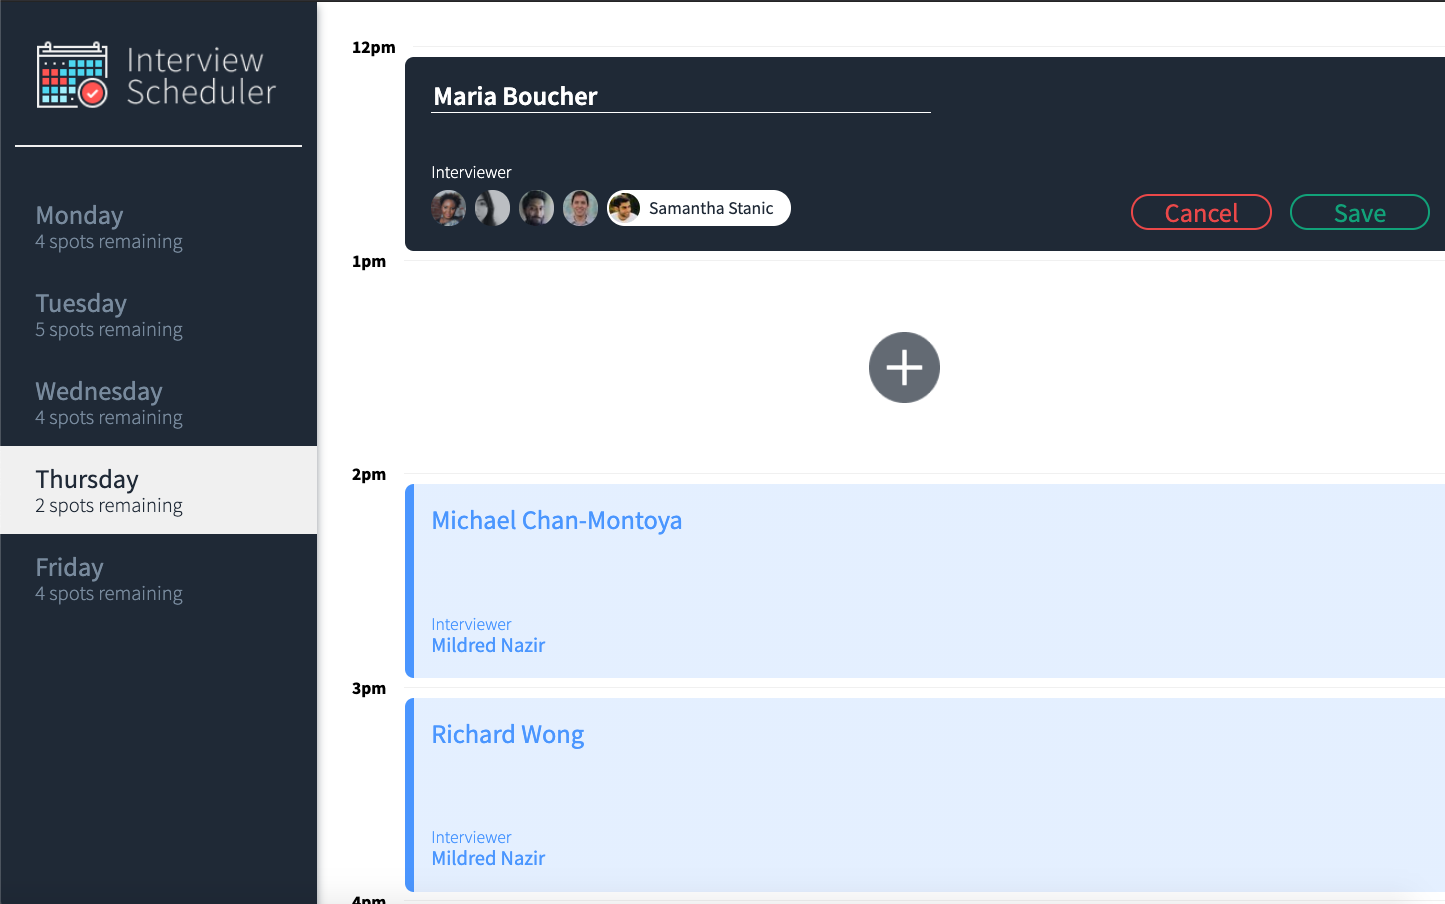 Interview
Scheduler
Monday
4 spots remaining
Tuesday
5 spots remaining
Wednesday
4 spots remaining
Thursday
2 spots remaining
Friday
4 spots remaining
12pm
Maria Boucher
Interviewer
Samantha Stanic
Cancel
Save
1pm
2pm
Michael Chan-Montoya
Interviewer
Mildred Nazir
3pm
Richard Wong
Interviewer
Mildred Nazir
4pm